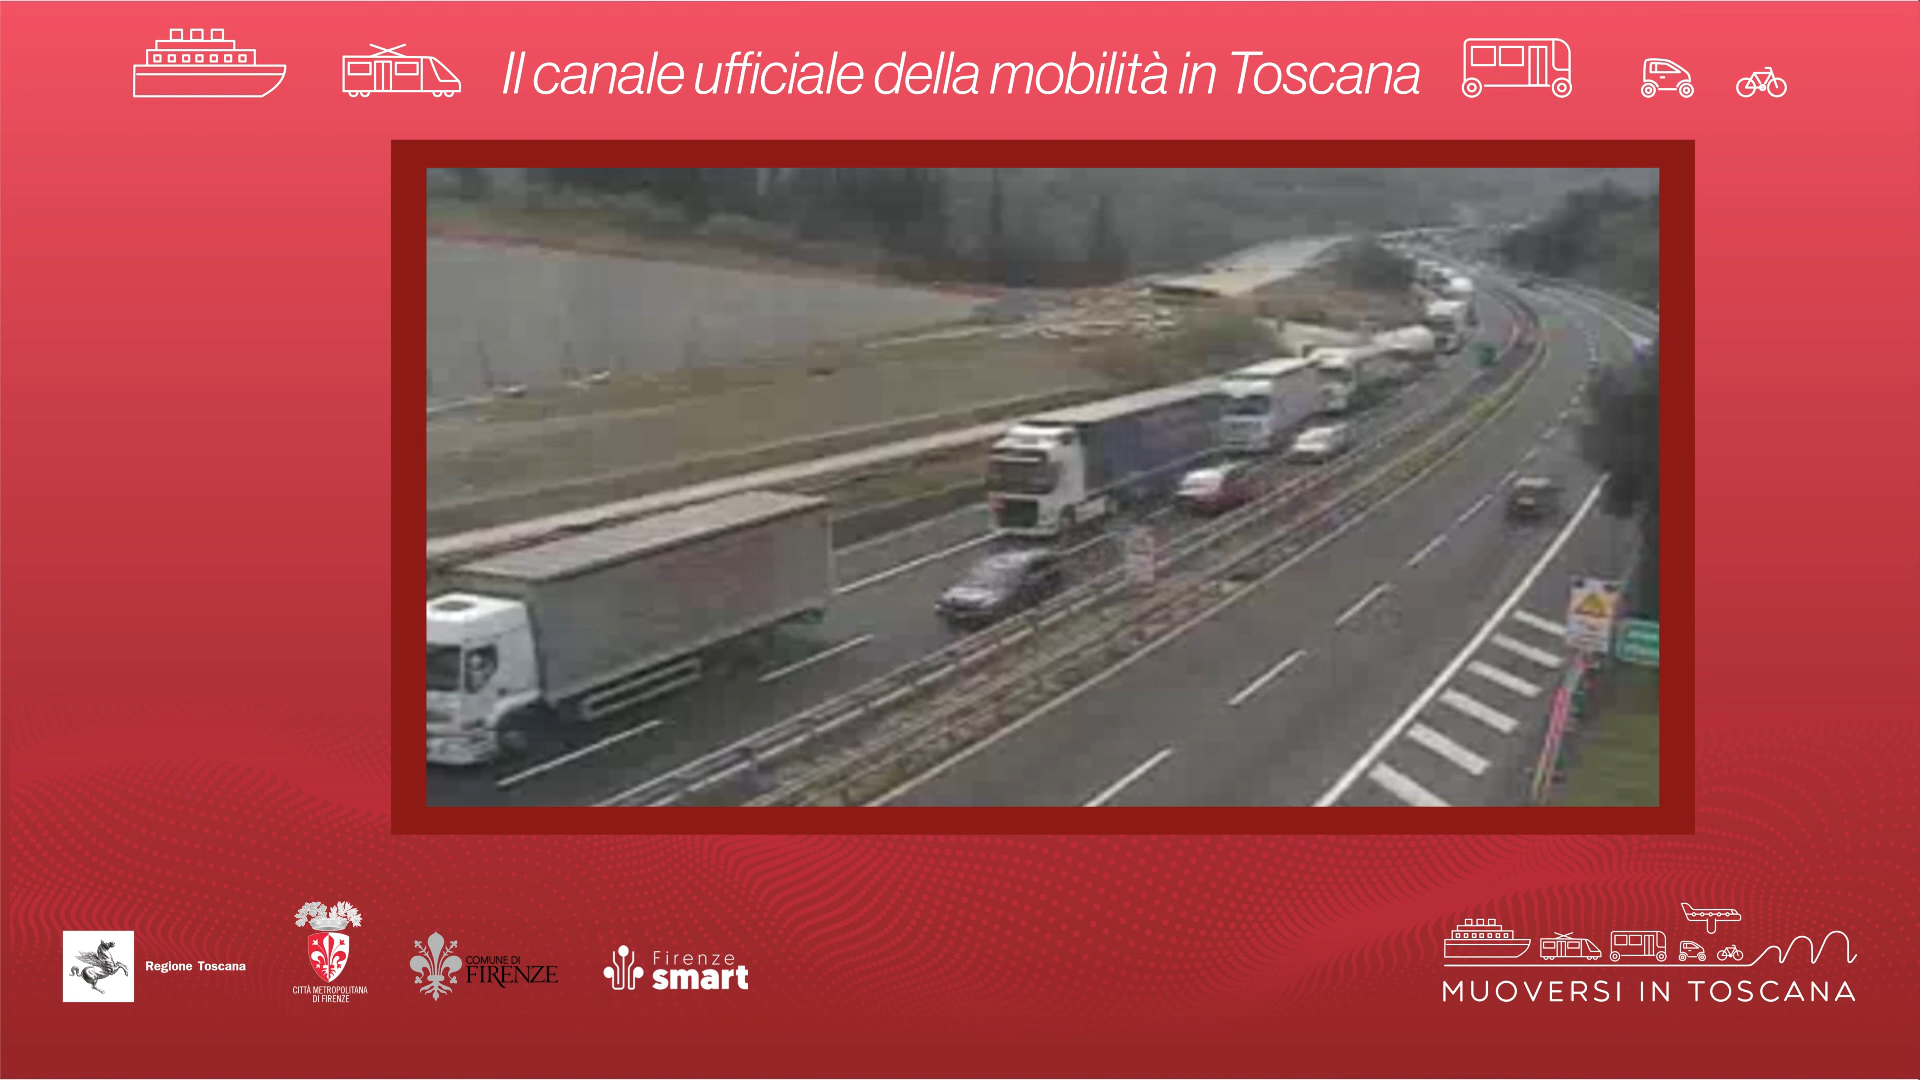 Il canale ufficiale della mobilità in Toscana
Regione Toscana
CITTÀ METROPOLITANA
DI FIRENZE
COMUNE DI
FIRENZE
Firenze
smart
MUOVERSI IN TOSCANA